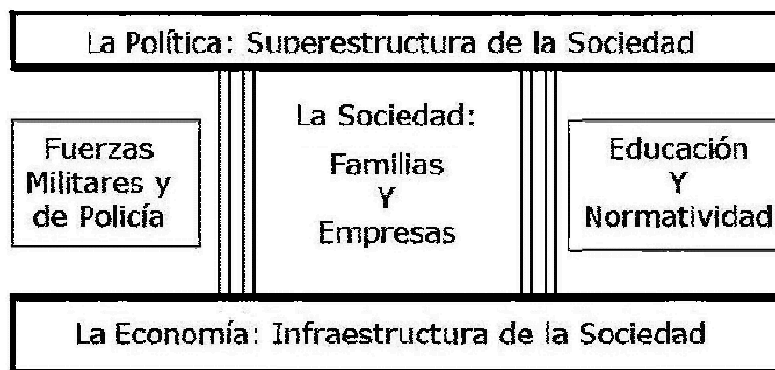 La Política: Superestructura de la Sociedad
Fuerzas
Militares y
de Policía
La Sociedad:
Familias
Y
Empresas
Educación
Y
Normatividad
La Economía: Infraestructura de la Sociedad